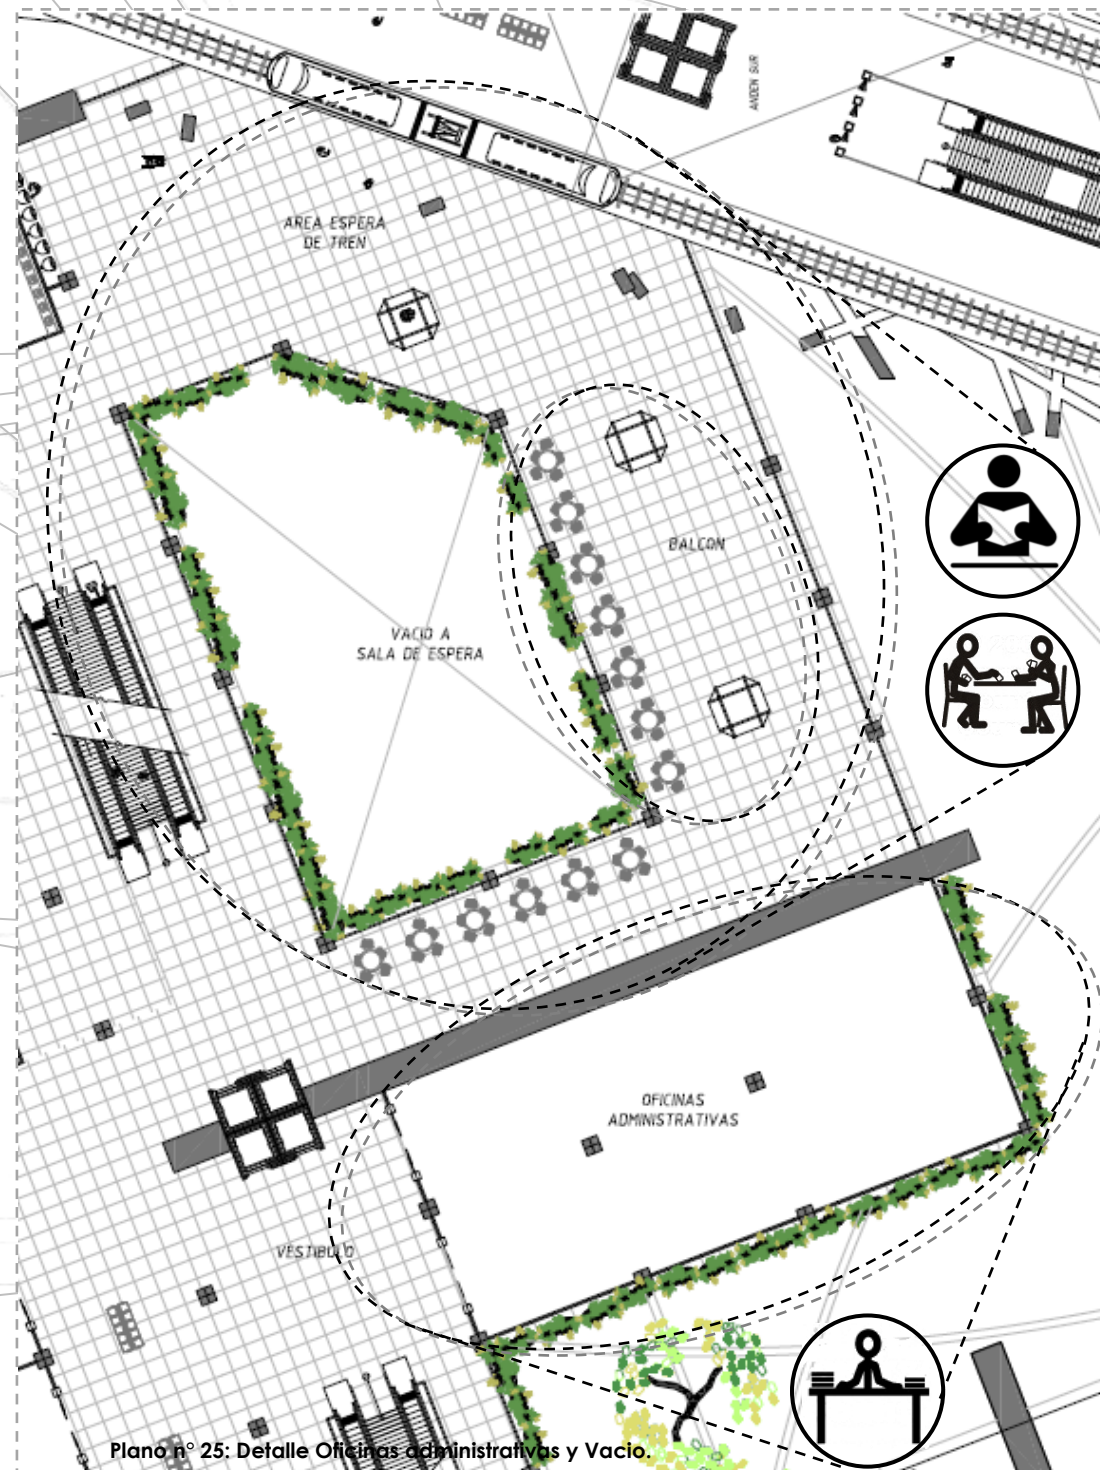 ANDEN SUR
AREA ESPERA
DE TREN
BALCON
VACIO A
SALA DE ESPERA
OFICINAS
ADMINISTRATIVAS
VESTIBULO
Plano n° 25: Detalle Oficinas administrativas y Vacio.